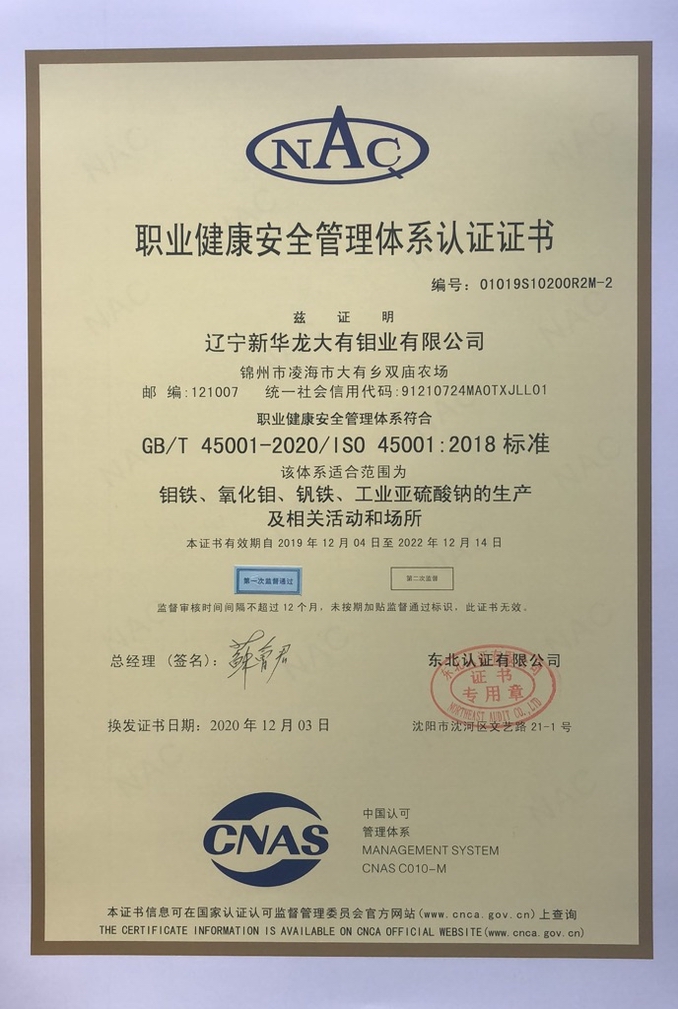 NAC
职业健康安全管理体系认证证书
编号：01019S10200R2M-2
兹 证 明
辽宁新华龙大有钼业有限公司
锦州市凌海市大有乡双庙农场
邮 编:121007 统一社会信用代码:91210724MA0TXJLL01
职业健康安全管理体系符合
GB/T 45001-2020/ISO 45001:2018 标准
该体系适合范围为
钼铁、氧化钼、钒铁、工业亚硫酸钠的生产
及相关活动和场所
本证书有效期自 2019 年 12 月 04 日至 2022 年 12 月 14 日
第一次监督通过 第二次监督
监督审核时间间隔不超过 12 个月，未按期加贴监督通过标识，此证书无效。
总经理（签名）：
东北认证有限公司
证书
专用章
NORTHEAST AUDIT CO.,LTD
换发证书日期：2020 年 12 月 03 日
沈阳市沈河区文艺路 21-1 号
CNAS
中国认可
管理体系
MANAGEMENT SYSTEM
CNAS C010-M
本证书信息可在国家认证认可监督管理委员会官方网站(www.cnca.gov.cn)上查询
THE CERTIFICATE INFORMATION IS AVAILABLE ON CNCA OFFICIAL WEBSITE(www.cnca.gov.cn)